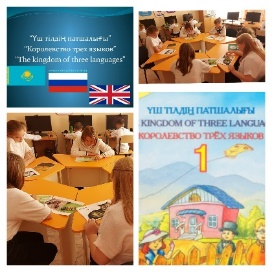 "Үш тілдің патшалығы"
"Королевство трех языков"
"The kingdom of three languages"
ҮШ ТІЛДІҢ ПАТШАЛЫҒЫ
KINGDOM OF THREE LANGUA
КОРОЛЕВСТВО ТРЁХ ЯЗЫКОВ
1